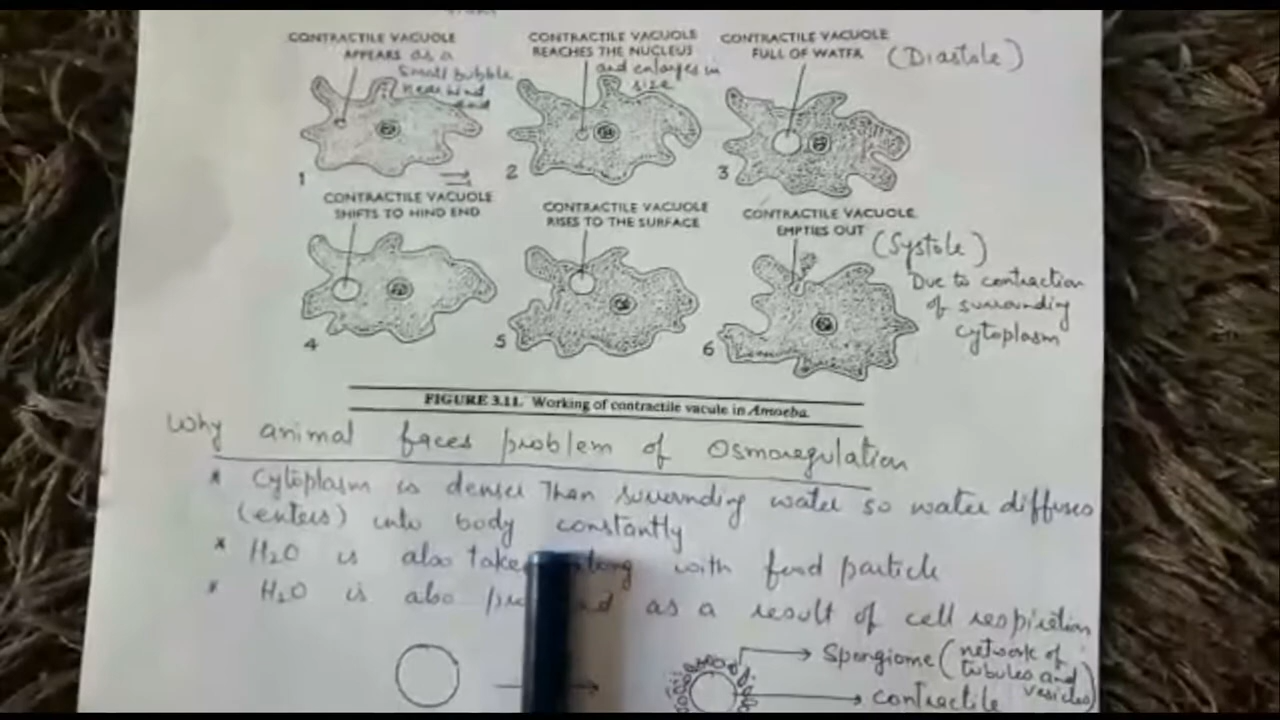 CONTRACTILE VACUOLE
APPEARS as a
Small bubble
near hind
end
1
CONTRACTILE VACUOLE
REACHES THE NUCLEUS
and enlarges in
size
2
CONTRACTILE VACUOLE
FULL OF WATER (Diastole)
3
CONTRACTILE VACUOLE
SHIFTS TO HIND END
4
CONTRACTILE VACUOLE
RISES TO THE SURFACE
5
CONTRACTILE VACUOLE
EMPTIES OUT (Systole)
Due to contraction
of surrounding
cytoplasm
6
FIGURE 3.11. Working of contractile vacule in Amoeba.
Why animal faces problem of Osmoregulation
* Cytoplasm is denser Than surrounding water so water diffuses
(enters) into body constantly
* H2O is also taken along with food particle
* H2O is also as a result of cell respiration
Spongiome (network of
tubules and
vesicles)
contractile